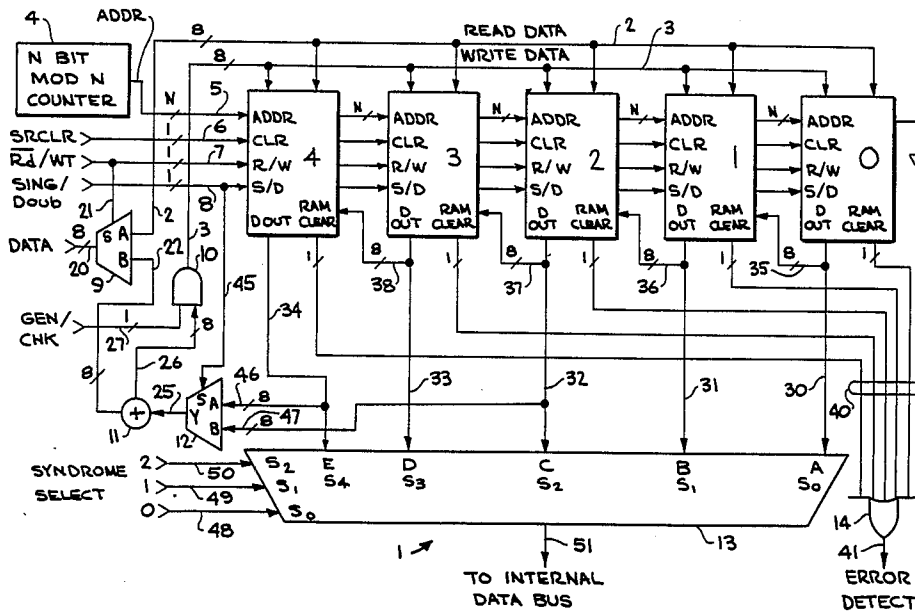 4
ADDR
N BIT
MOD N
COUNTER
8
READ DATA
2
8
WRITE DATA
3
N
5
1
6
1
7
1
8
SRCLR
Rd/WT
SING/
Doub
ADDR
CLR
R/W
S/D
4
D OUT
RAM
CLEAR
N
ADDR
CLR
R/W
S/D
3
D
OUT
RAM
CLEAR
N
ADDR
CLR
R/W
S/D
2
D
OUT
RAM
CLEAR
N
ADDR
CLR
R/W
S/D
1
D
OUT
RAM
CLEAR
N
ADDR
CLR
R/W
S/D
0
D
OUT
RAM
CLEAR
21
2
22
3
10
DATA
8
20
S A
B
9
45
34
1
8
38
1
8
37
1
8
36
1
8
35
1
GEN/
CHK
1
27
8
26
8
33
32
31
30
40
25
11
12
S A
Y
B
46
8
47
8
SYNDROME
SELECT
2
50
1
49
0
48
S2
S1
S0
E
S4
D
S3
C
S2
B
S1
A
S0
13
14
1
51
41
TO INTERNAL
DATA BUS
ERROR
DETECT